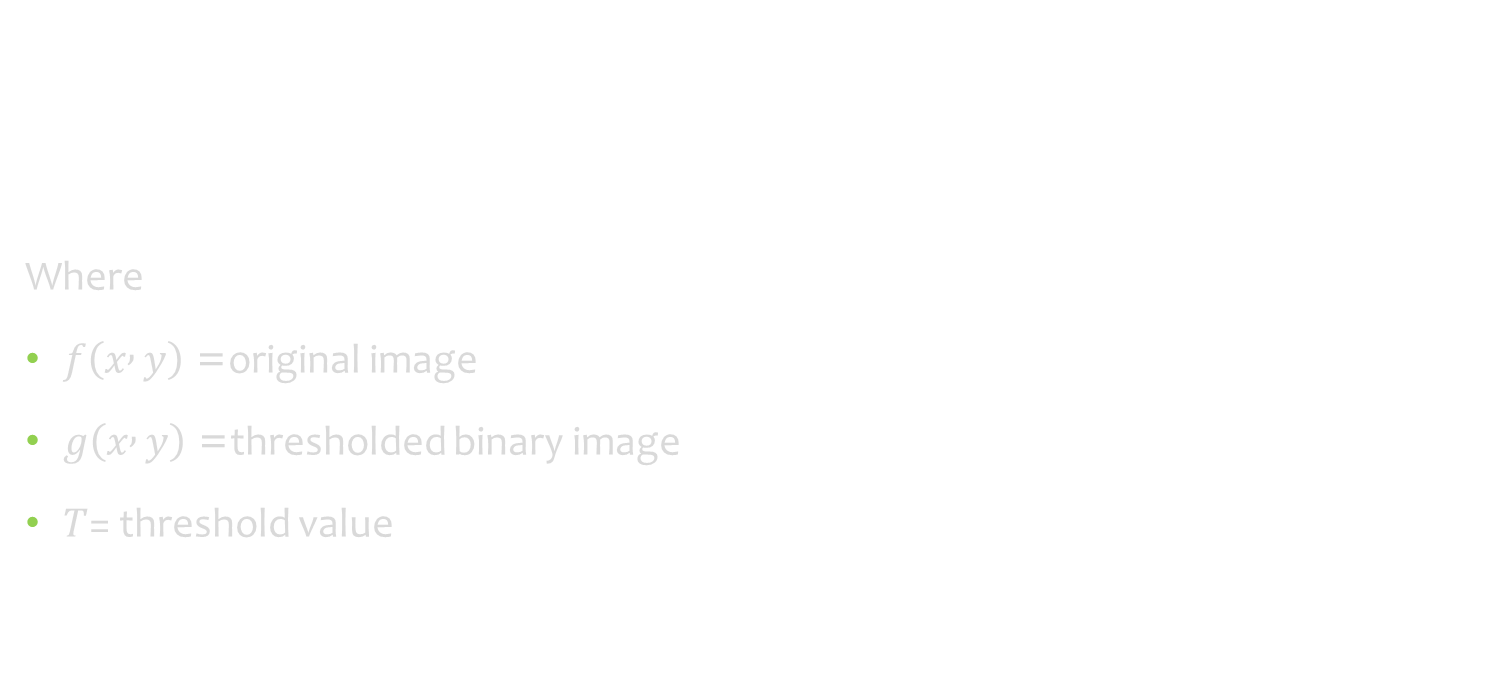 Where
• f(x, y) =original image
• g(x, y) =thresholded binary image
• T= threshold value